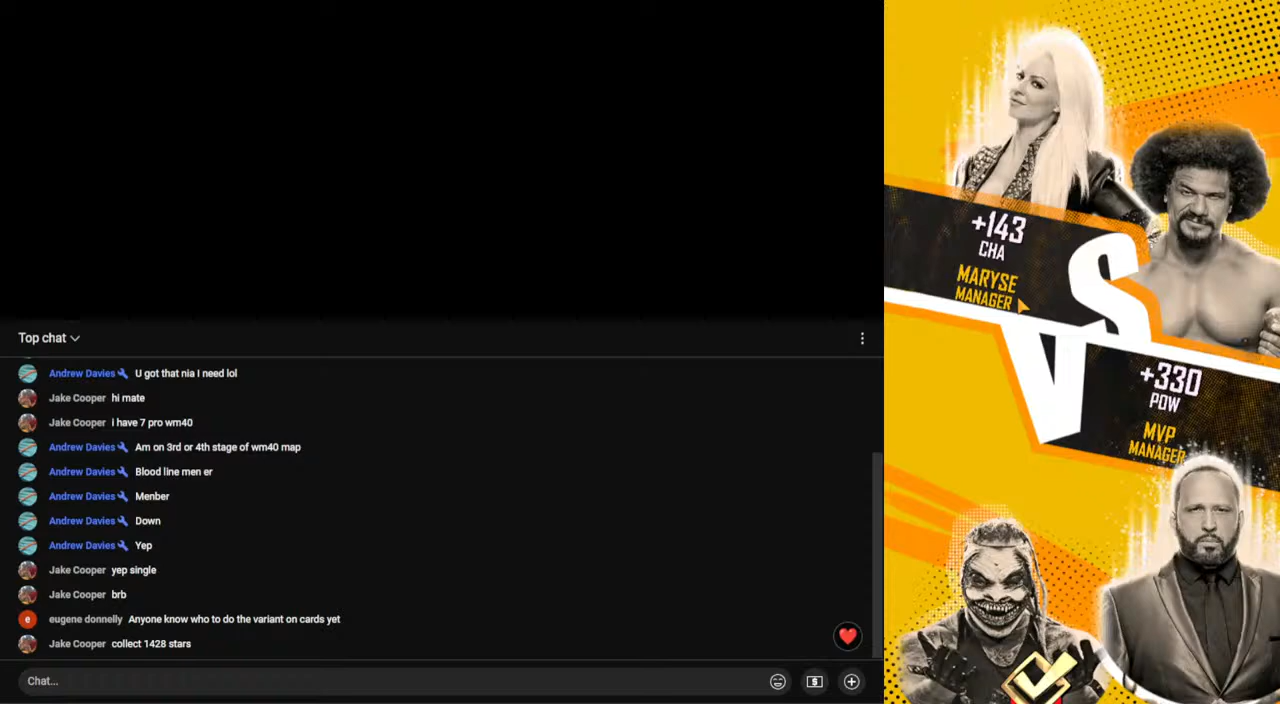 Top chat
Andrew Davies U got that nia I need lol
Jake Cooper hi mate
Jake Cooper i have 7 pro wm40
Andrew Davies Am on 3rd or 4th stage of wm40 map
Andrew Davies Blood line men er
Andrew Davies Menber
Andrew Davies Down
Andrew Davies Yep
Jake Cooper yep single
Jake Cooper brb
e eugene donnelly Anyone know who to do the variant on cards yet
Jake Cooper collect 1428 stars
Chat...
+143
CHA
MARYSE
MANAGER
VS
+330
POW
MVP
MANAGER